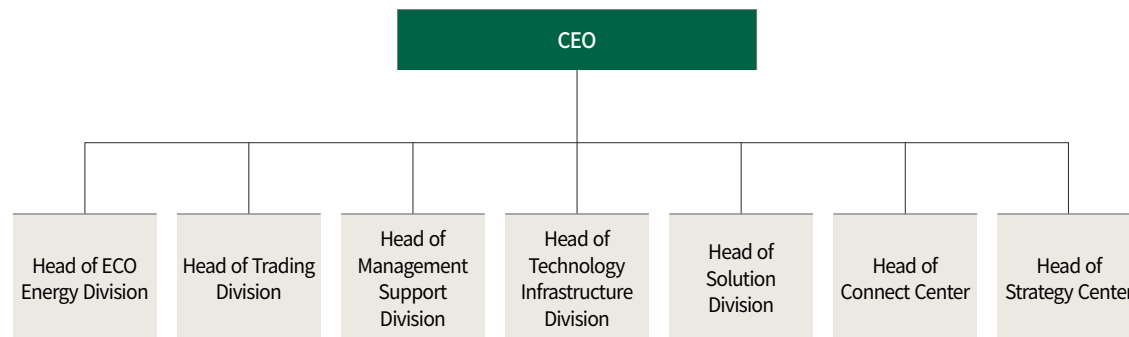 CEO
Head of ECO
Energy Division
Head of Trading
Division
Head of
Management
Support
Division
Head of
Technology
Infrastructure
Division
Head of
Solution
Division
Head of
Connect Center
Head of
Strategy Center